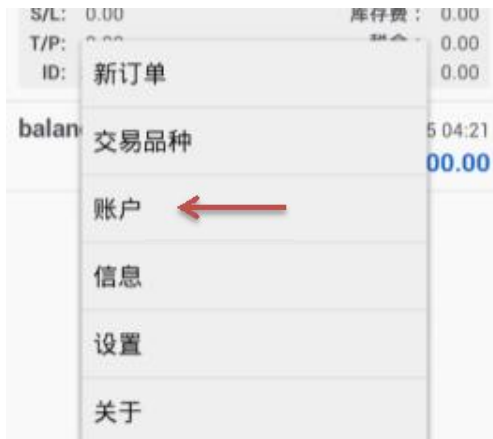 S/L: 0.00 库存费： 0.00
T/P: 0.00
ID: 0.00
新订单
balan 5 04:21
交易品种
00.00
账户
信息
设置
关于